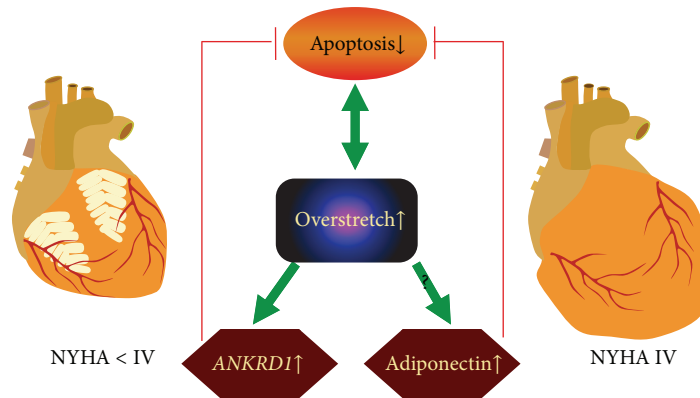 Apoptosis↓
Overstretch↑
?
NYHA < IV
ANKRD1↑
Adiponectin↑
NYHA IV